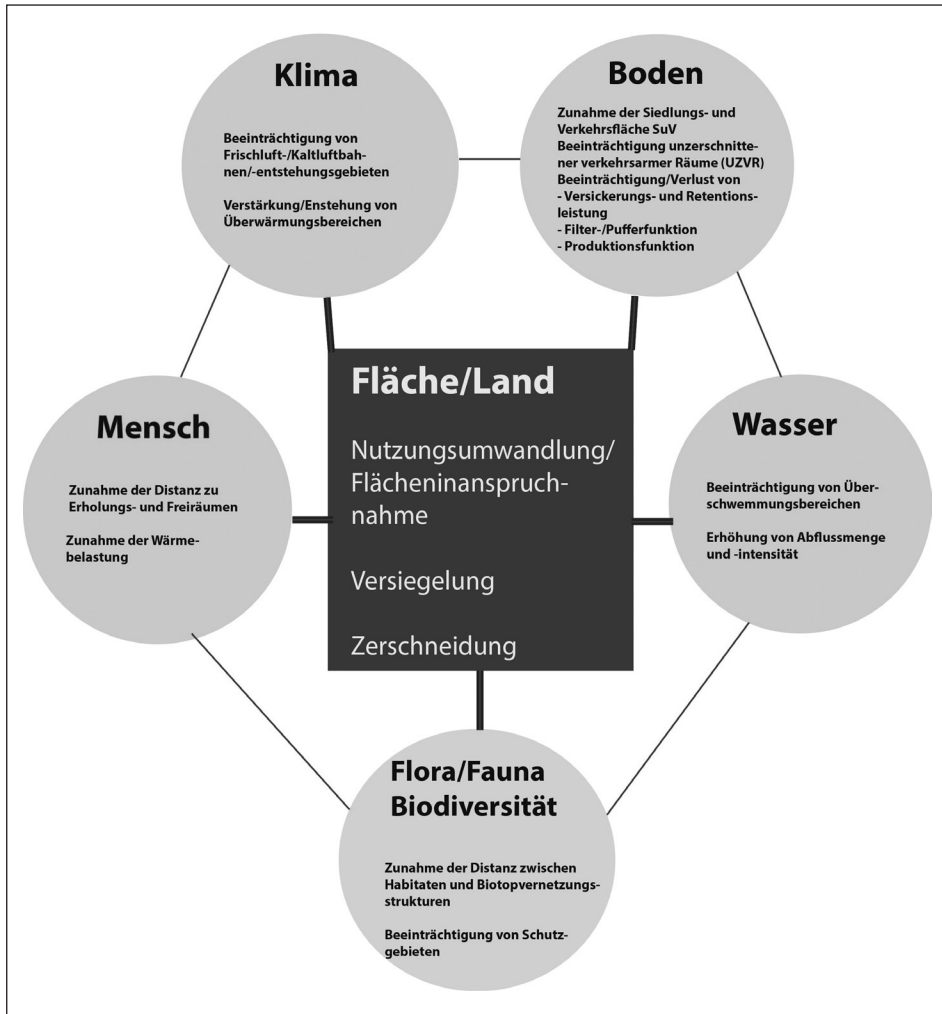 Klima
Beeinträchtigung von
Frischluft-/Kaltluftbah-
nen/-entstehungsgebieten
Verstärkung/Enstehung von
Überwärmungsbereichen
Boden
Zunahme der Siedlungs- und
Verkehrsfläche SuV
Beeinträchtigung unzerschnitte-
ner verkehrsarmer Räume (UZVR)
Beeinträchtigung/Verlust von
- Versickerungs- und Retentions-
leistung
- Filter-/Pufferfunktion
- Produktionsfunktion
Fläche/Land
Nutzungsumwandlung/
Flächeninanspruch-
nahme
Versiegelung
Zerschneidung
Mensch
Zunahme der Distanz zu
Erholungs- und Freiräumen
Zunahme der Wärme-
belastung
Wasser
Beeinträchtigung von Über-
schwemmungsbereichen
Erhöhung von Abflussmenge
und -intensität
Flora/Fauna
Biodiversität
Zunahme der Distanz zwischen
Habitaten und Biotopvernetzungs-
strukturen
Beeinträchtigung von Schutz-
gebieten